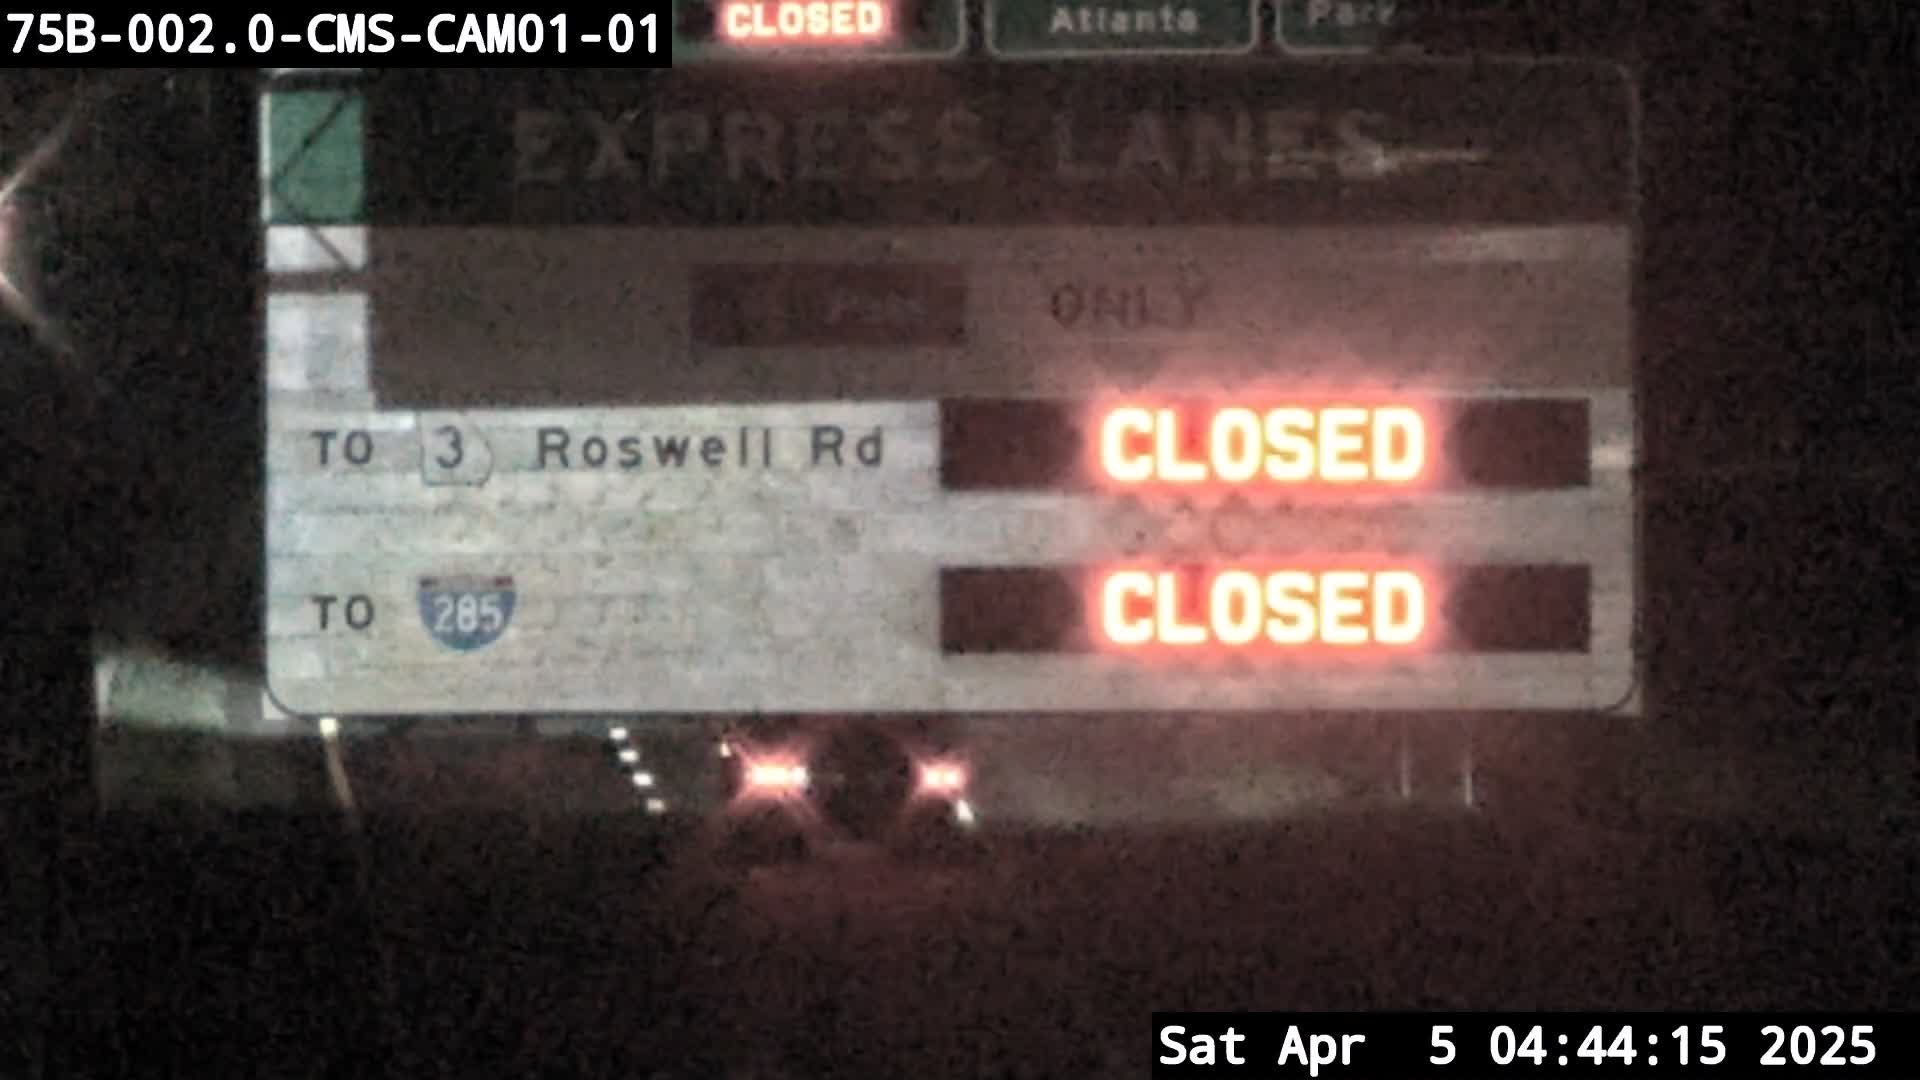 75B-002.0-CMS-CAM01-01
CLOSED
Atlanta
EXPRESS LANES
ONLY
TO 3 Roswell Rd CLOSED
TO 285 CLOSED
Sat Apr 5 04:44:15 2025